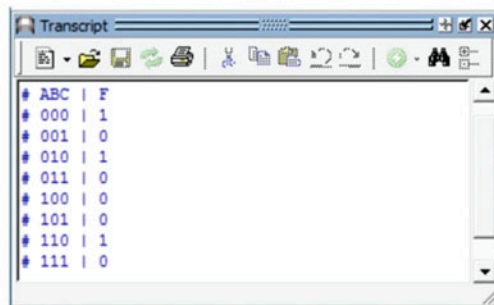 Transcript
# ABC | F
# 000 | 1
# 001 | 0
# 010 | 1
# 011 | 0
# 100 | 0
# 101 | 0
# 110 | 1
# 111 | 0